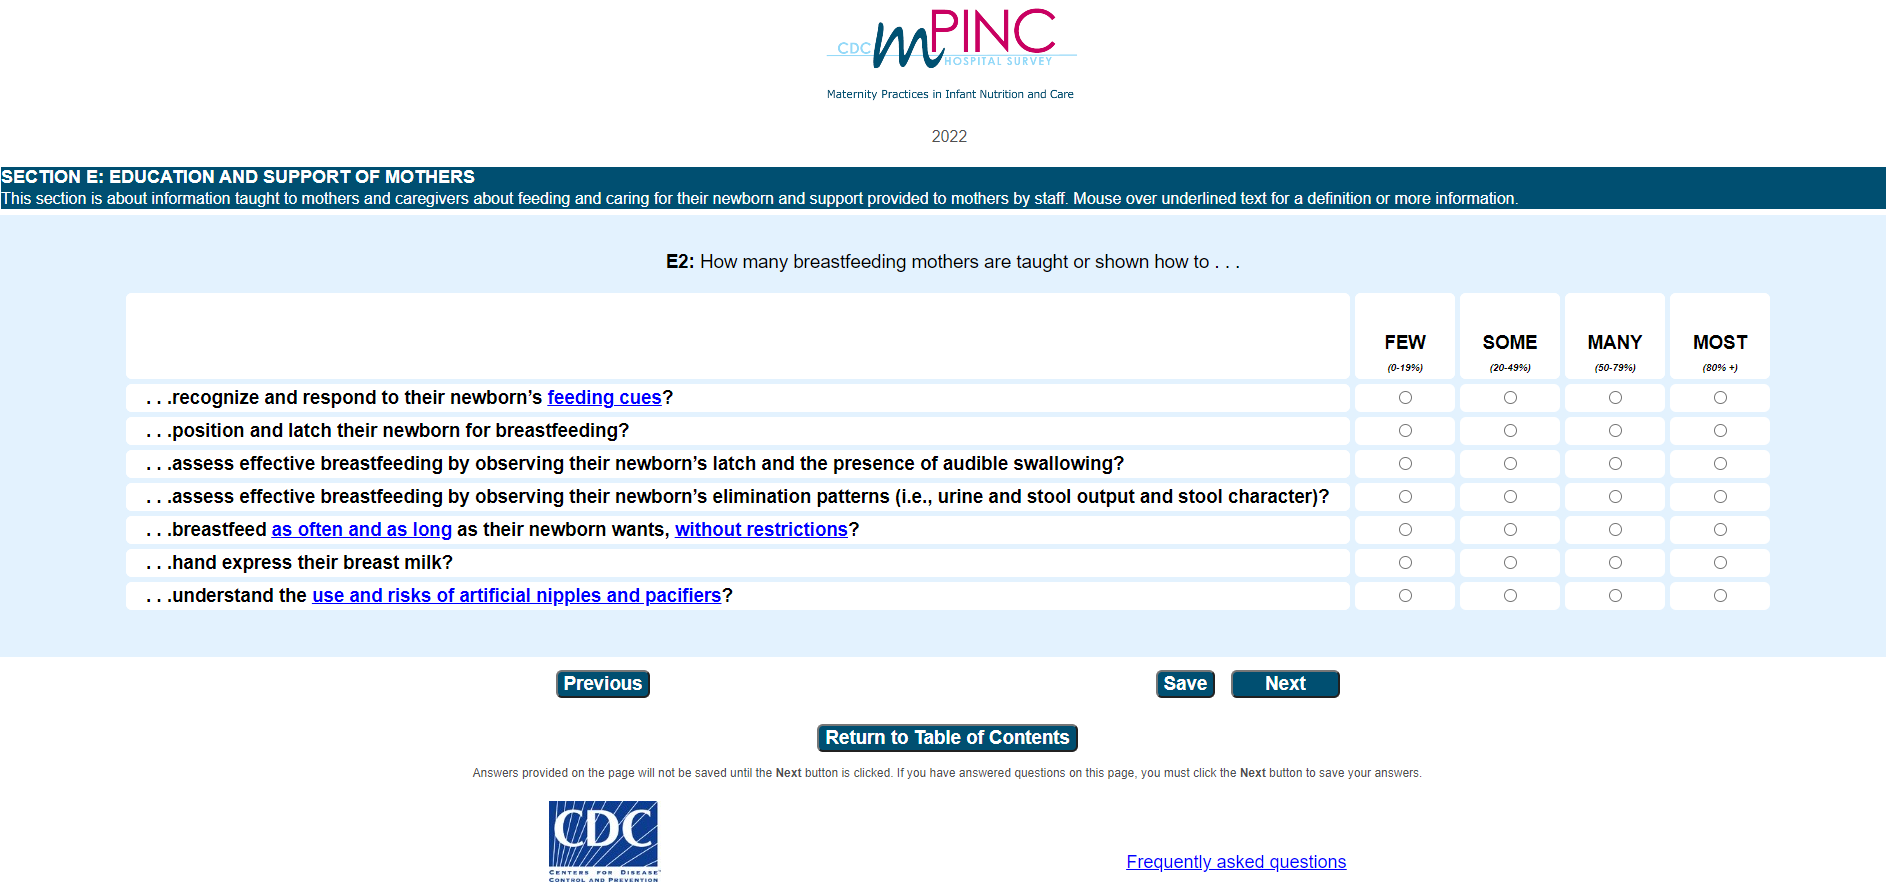 CDC mPINC
HOSPITAL SURVEY
Maternity Practices in Infant Nutrition and Care
2022
SECTION E: EDUCATION AND SUPPORT OF MOTHERS
This section is about information taught to mothers and caregivers about feeding and caring for their newborn and support provided to mothers by staff. Mouse over underlined text for a definition or more information.
E2: How many breastfeeding mothers are taught or shown how to . . .
FEW SOME MANY MOST
(0-19%) (20-49%) (50-79%) (80% +)
. . .recognize and respond to their newborn’s feeding cues?
. . .position and latch their newborn for breastfeeding?
. . .assess effective breastfeeding by observing their newborn’s latch and the presence of audible swallowing?
. . .assess effective breastfeeding by observing their newborn’s elimination patterns (i.e., urine and stool output and stool character)?
. . .breastfeed as often and as long as their newborn wants, without restrictions?
. . .hand express their breast milk?
. . .understand the use and risks of artificial nipples and pacifiers?
Previous Save Next
Return to Table of Contents
Answers provided on the page will not be saved until the Next button is clicked. If you have answered questions on this page, you must click the Next button to save your answers.
CDC
CENTERS FOR DISEASE
CONTROL AND PREVENTION
Frequently asked questions